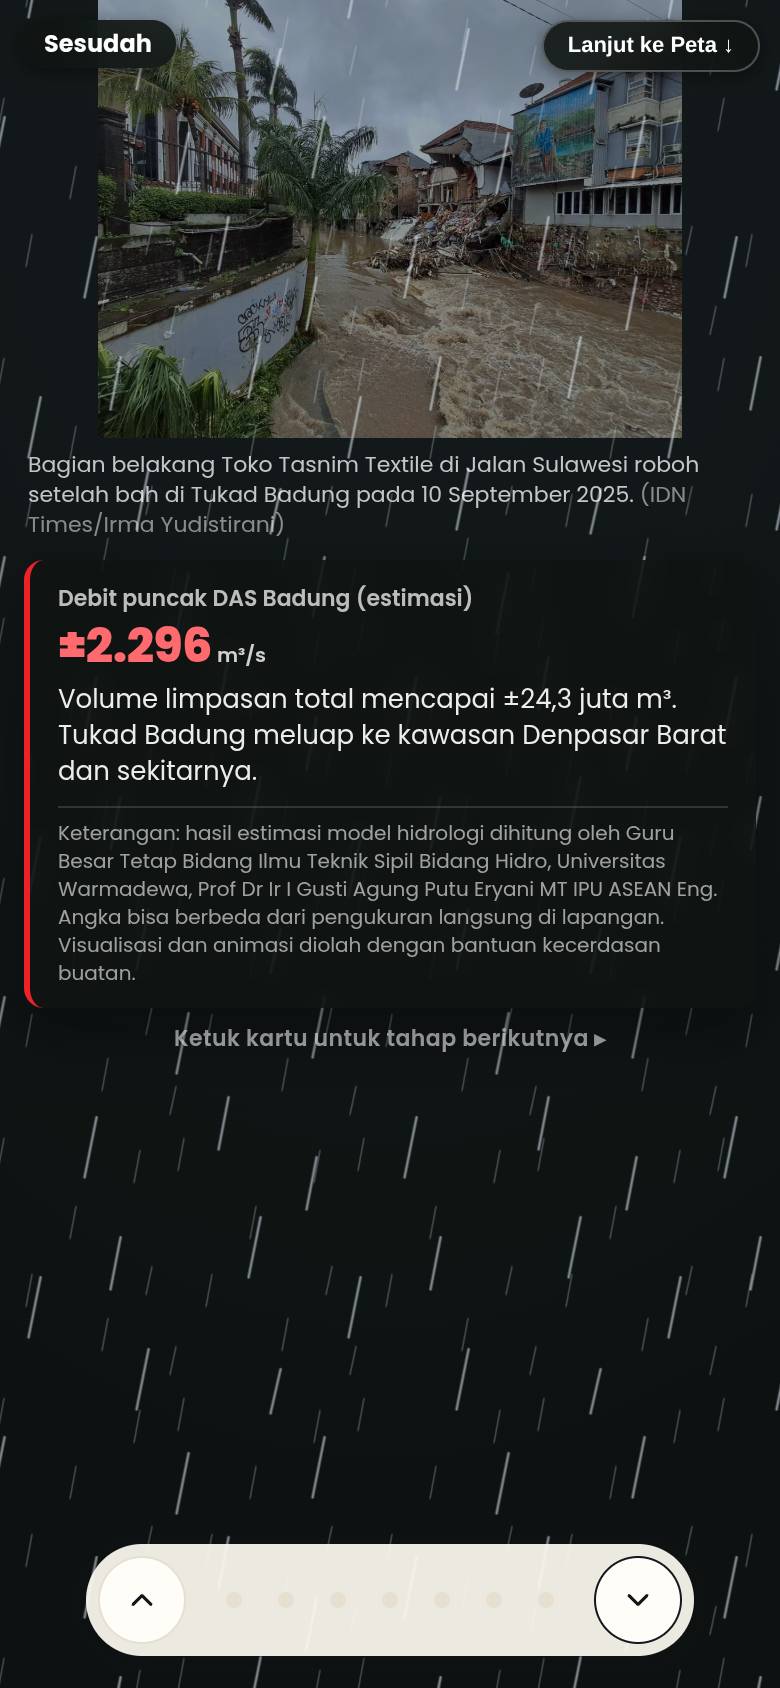 Sesudah
Lanjut ke Peta ↓
Bagian belakang Toko Tasnim Textile di Jalan Sulawesi roboh
setelah bah di Tukad Badung pada 10 September 2025. (IDN
Times/Irma Yudistirani)
Debit puncak DAS Badung (estimasi)
±2.296 m³/s
Volume limpasan total mencapai ±24,3 juta m³.
Tukad Badung meluap ke kawasan Denpasar Barat
dan sekitarnya.
Keterangan: hasil estimasi model hidrologi dihitung oleh Guru
Besar Tetap Bidang Ilmu Teknik Sipil Bidang Hidro, Universitas
Warmadewa, Prof Dr Ir I Gusti Agung Putu Eryani MT IPU ASEAN Eng.
Angka bisa berbeda dari pengukuran langsung di lapangan.
Visualisasi dan animasi diolah dengan bantuan kecerdasan
buatan.
Ketuk kartu untuk tahap berikutnya ▸